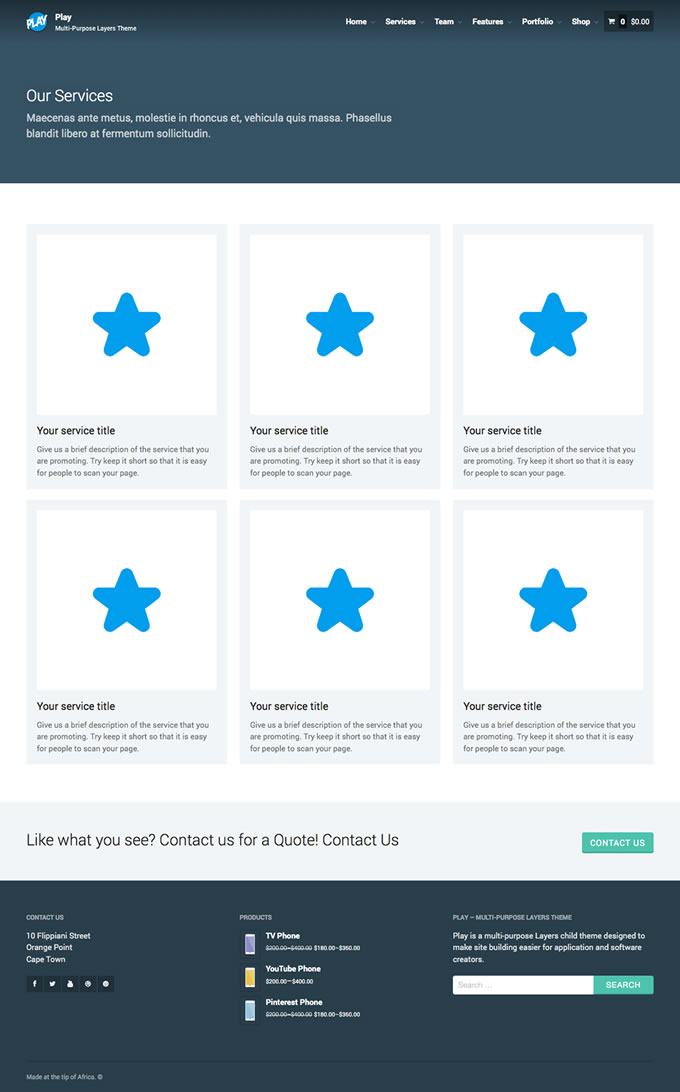 PLAY
Play
Multi-Purpose Layers Theme
Home Services Team Features Portfolio Shop 0 $0.00
Our Services
Maecenas ante metus, molestie in rhoncus et, vehicula quis massa. Phasellus
blandit libero at fermentum sollicitudin.
Your service title
Give us a brief description of the service that you
are promoting. Try keep it short so that it is easy
for people to scan your page.
Your service title
Give us a brief description of the service that you
are promoting. Try keep it short so that it is easy
for people to scan your page.
Your service title
Give us a brief description of the service that you
are promoting. Try keep it short so that it is easy
for people to scan your page.
Your service title
Give us a brief description of the service that you
are promoting. Try keep it short so that it is easy
for people to scan your page.
Your service title
Give us a brief description of the service that you
are promoting. Try keep it short so that it is easy
for people to scan your page.
Your service title
Give us a brief description of the service that you
are promoting. Try keep it short so that it is easy
for people to scan your page.
Like what you see? Contact us for a Quote! Contact Us
CONTACT US
CONTACT US
10 Flippiani Street
Orange Point
Cape Town
PRODUCTS
TV Phone
$200.00–$400.00 $180.00–$360.00
YouTube Phone
$200.00–$400.00
Pinterest Phone
$200.00–$400.00 $180.00–$360.00
PLAY – MULTI-PURPOSE LAYERS THEME
Play is a multi-purpose Layers child theme designed to
make site building easier for application and software
creators.
Search …
SEARCH
Made at the tip of Africa. ©